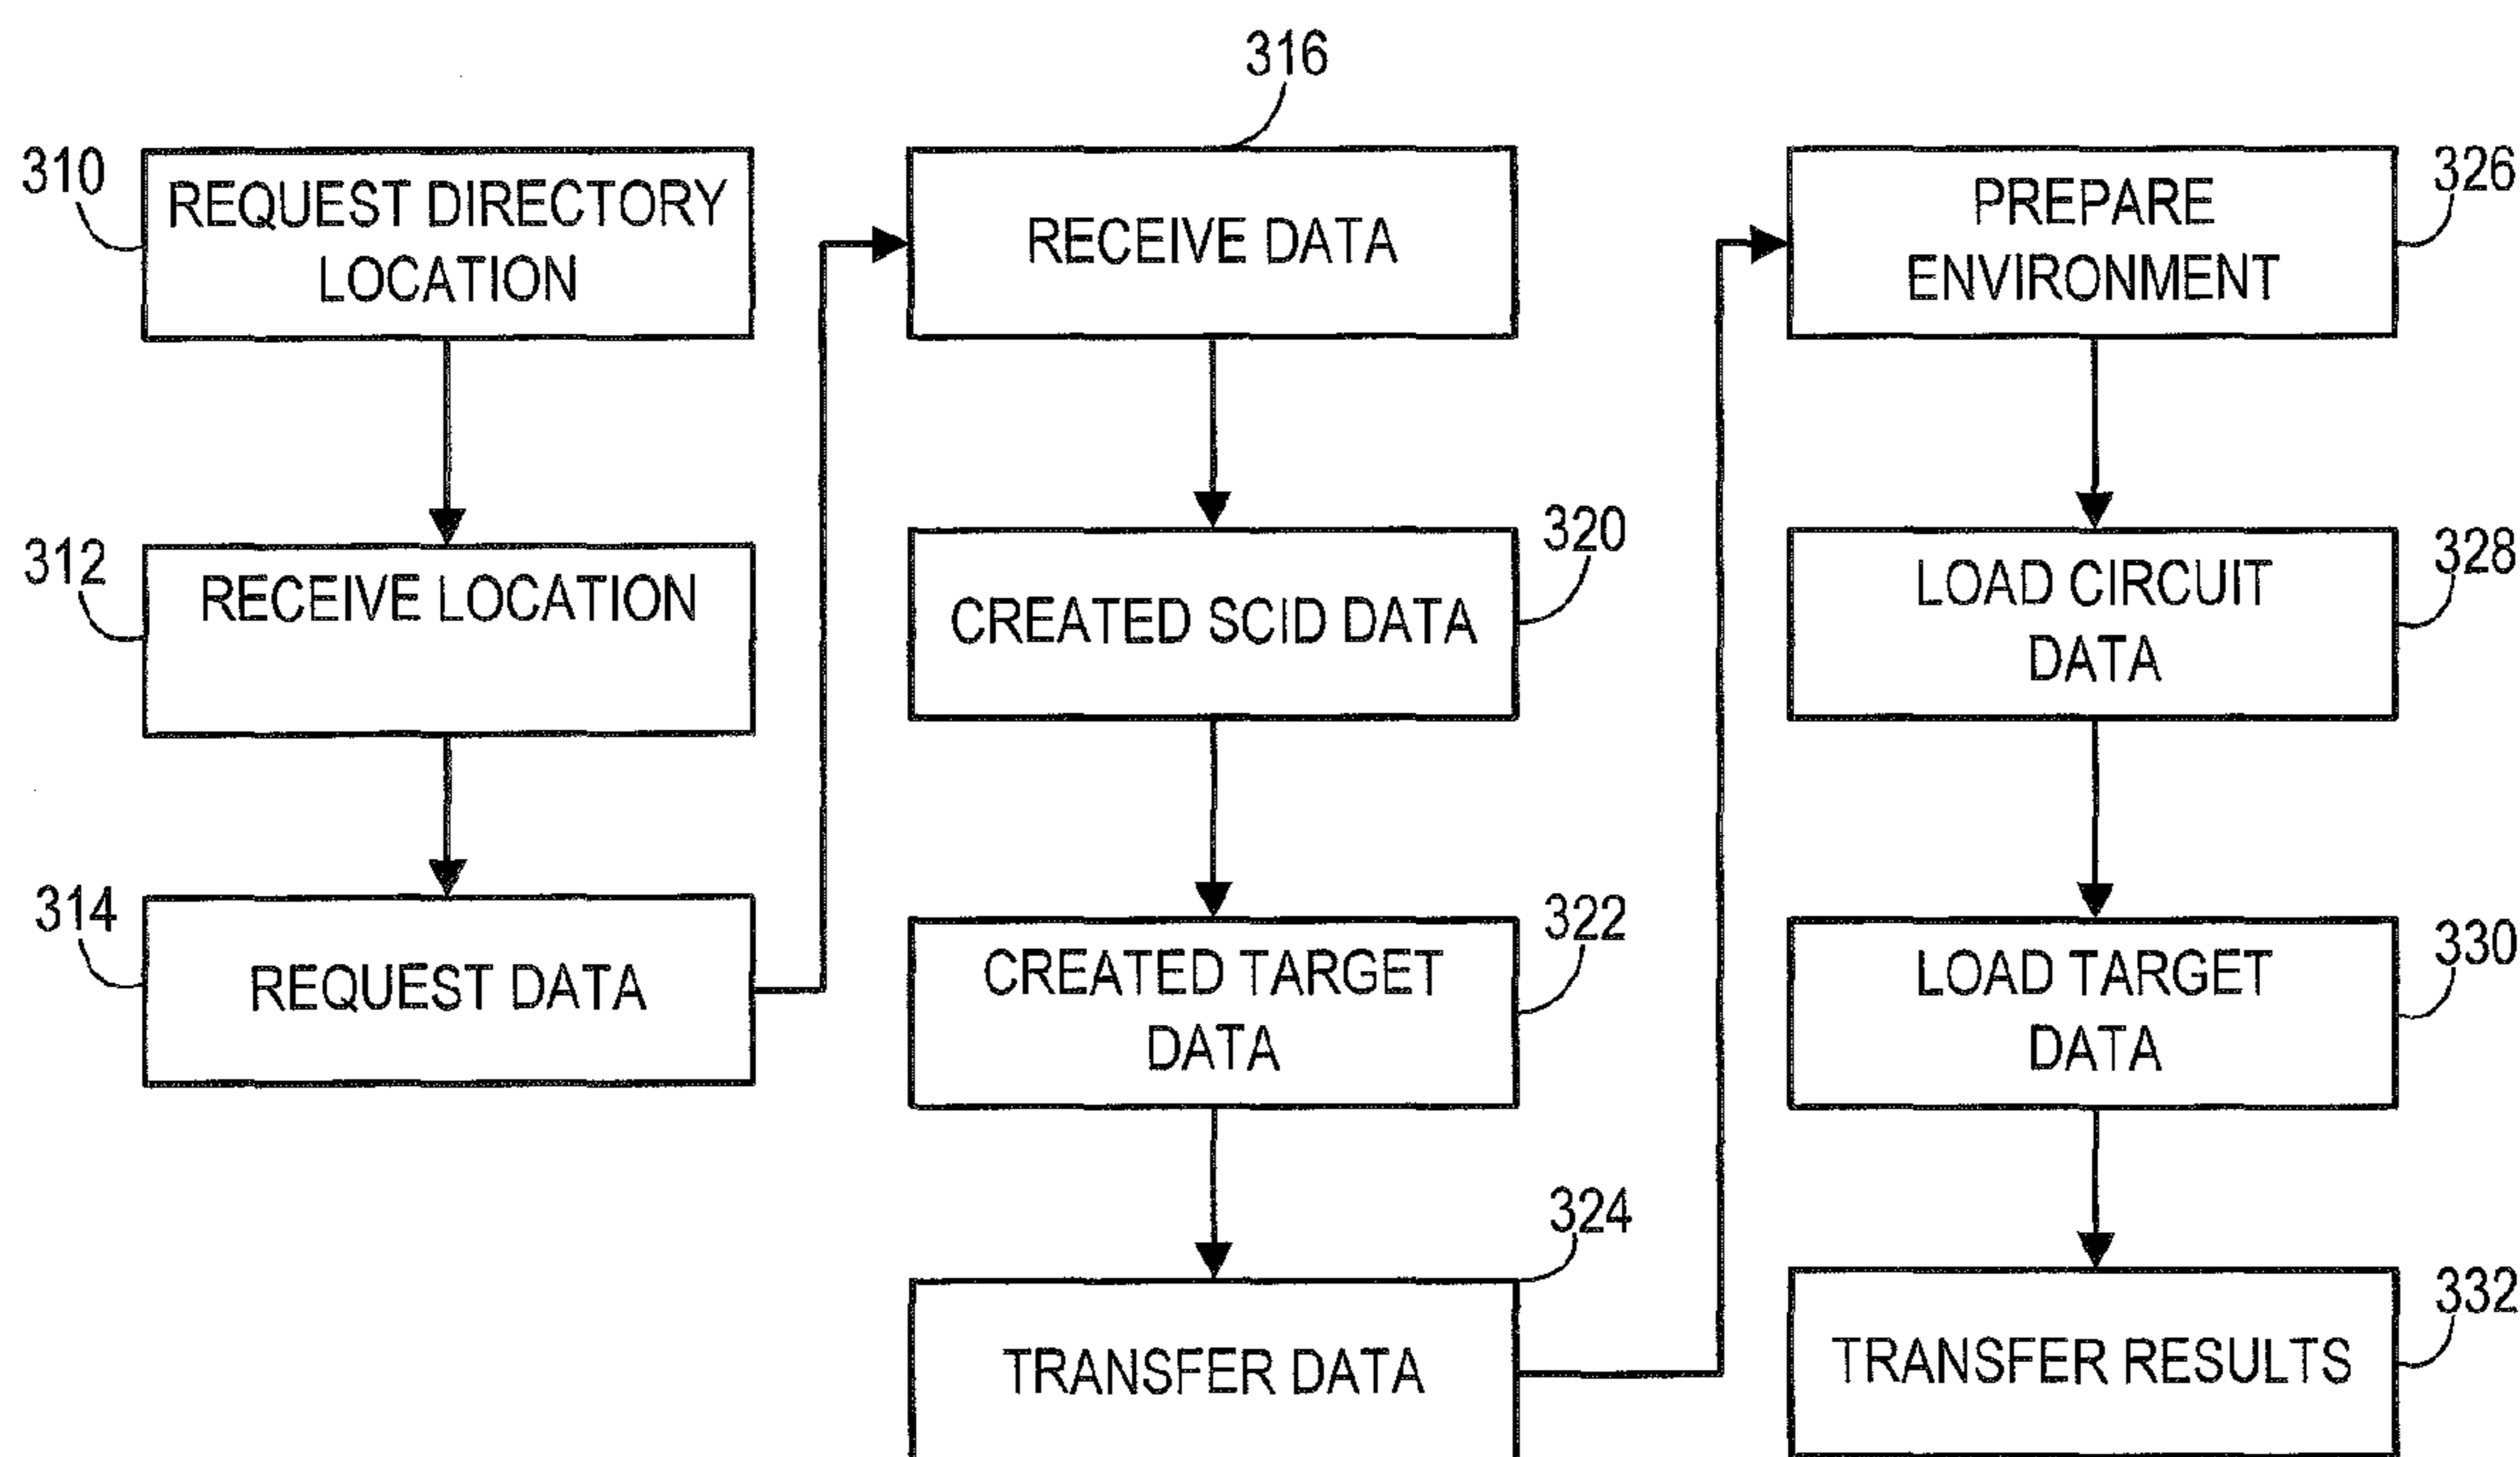 310
REQUEST DIRECTORY
LOCATION
312
RECEIVE LOCATION
314
REQUEST DATA
316
RECEIVE DATA
320
CREATED SCID DATA
322
CREATED TARGET
DATA
324
TRANSFER DATA
326
PREPARE
ENVIRONMENT
328
LOAD CIRCUIT
DATA
330
LOAD TARGET
DATA
332
TRANSFER RESULTS